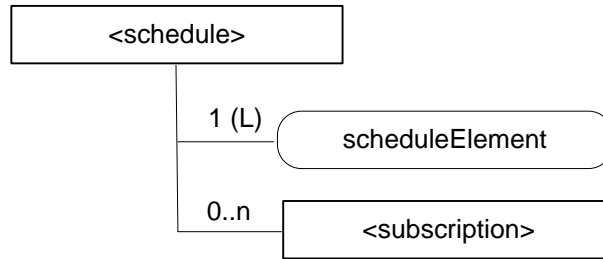 <schedule>
1 (L)
scheduleElement
0..n
<subscription>